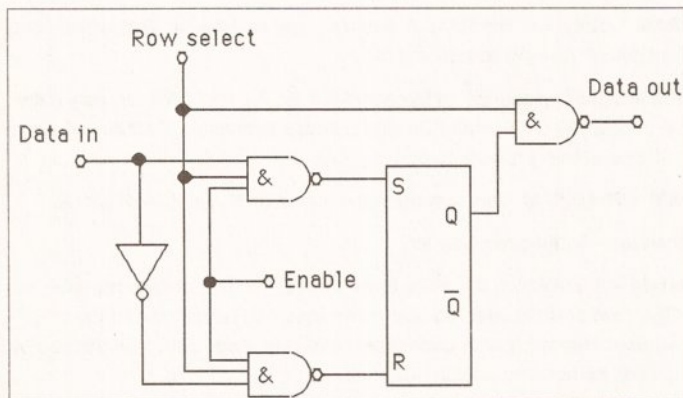 Row select
Data out
&
Data in
&
S
Q
Enable
Q̅
&
R